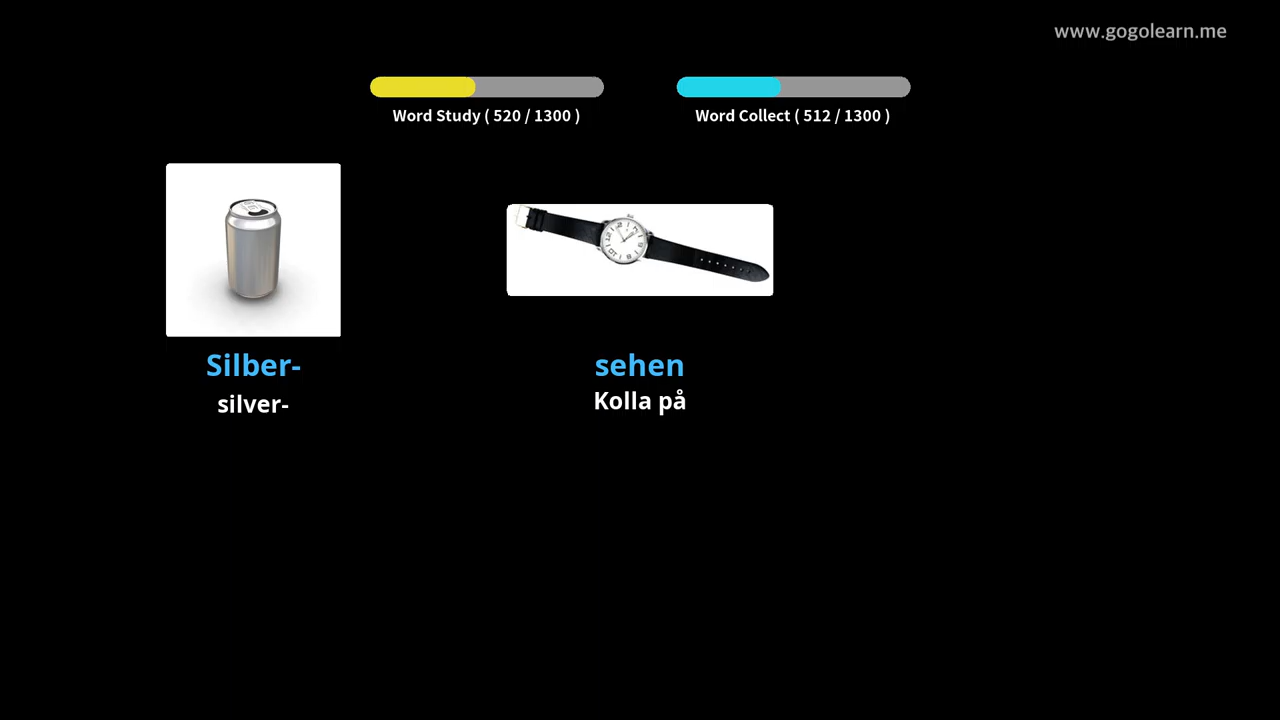 www.gogolearn.me
Word Study ( 520 / 1300 )
Word Collect ( 512 / 1300 )
Silber-
silver-
sehen
Kolla på